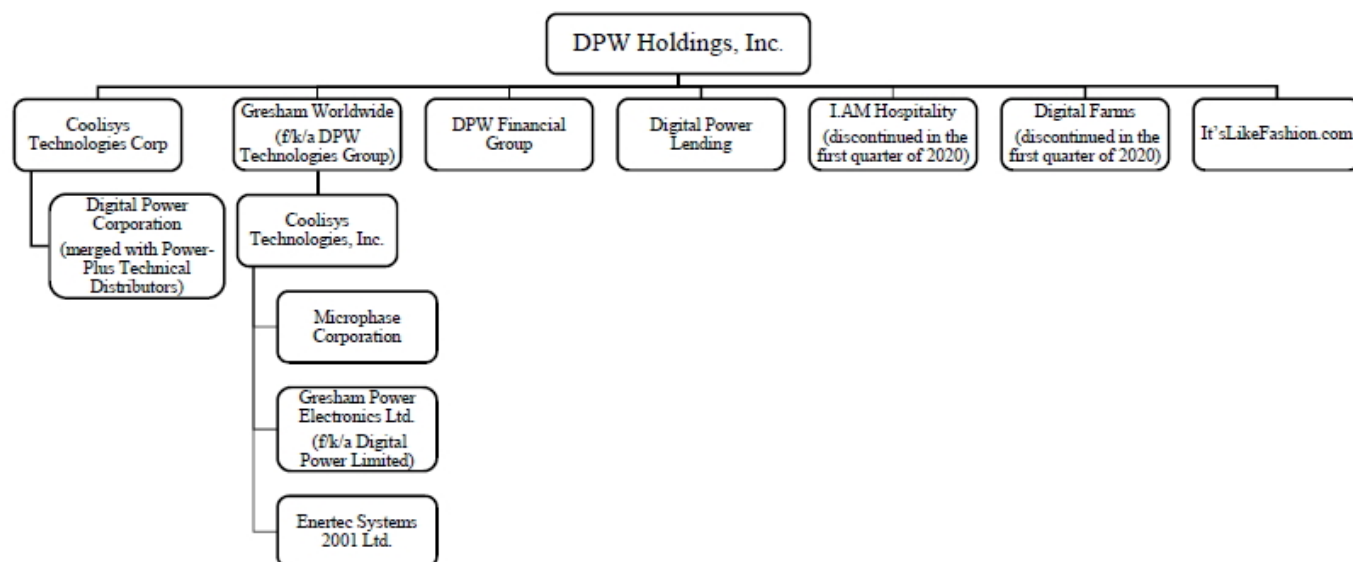 DPW Holdings, Inc.
Coolisys
Technologies Corp
Gresham Worldwide
(f/k/a DPW
Technologies Group)
DPW Financial
Group
Digital Power
Lending
I.AM Hospitality
(discontinued in the
first quarter of 2020)
Digital Farms
(discontinued in the
first quarter of 2020)
It'sLikeFashion.com
Digital Power
Corporation
(merged with Power-
Plus Technical
Distributors)
Coolisys
Technologies, Inc.
Microphase
Corporation
Gresham Power
Electronics Ltd.
(f/k/a Digital
Power Limited)
Enertec Systems
2001 Ltd.